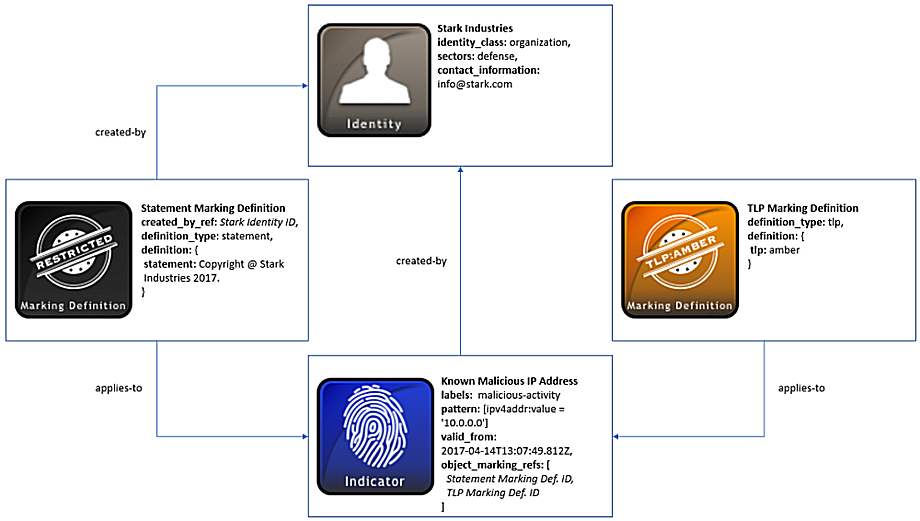 Stark Industries
identity_class: organization,
sectors: defense,
contact_information:
info@stark.com
Identity
created-by
Statement Marking Definition
created_by_ref: Stark Identity ID,
definition_type: statement,
definition: {
statement: Copyright @ Stark
Industries 2017.
}
RESTRICTED
Marking Definition
created-by
TLP Marking Definition
definition_type: tlp,
definition: {
tlp: amber
}
TLP:AMBER
Marking Definition
applies-to
applies-to
Known Malicious IP Address
labels: malicious-activity
pattern: [ipv4addr:value =
'10.0.0.0']
valid_from:
2017-04-14T13:07:49.812Z,
object_marking_refs: [
Statement Marking Def. ID,
TLP Marking Def. ID
]
Indicator